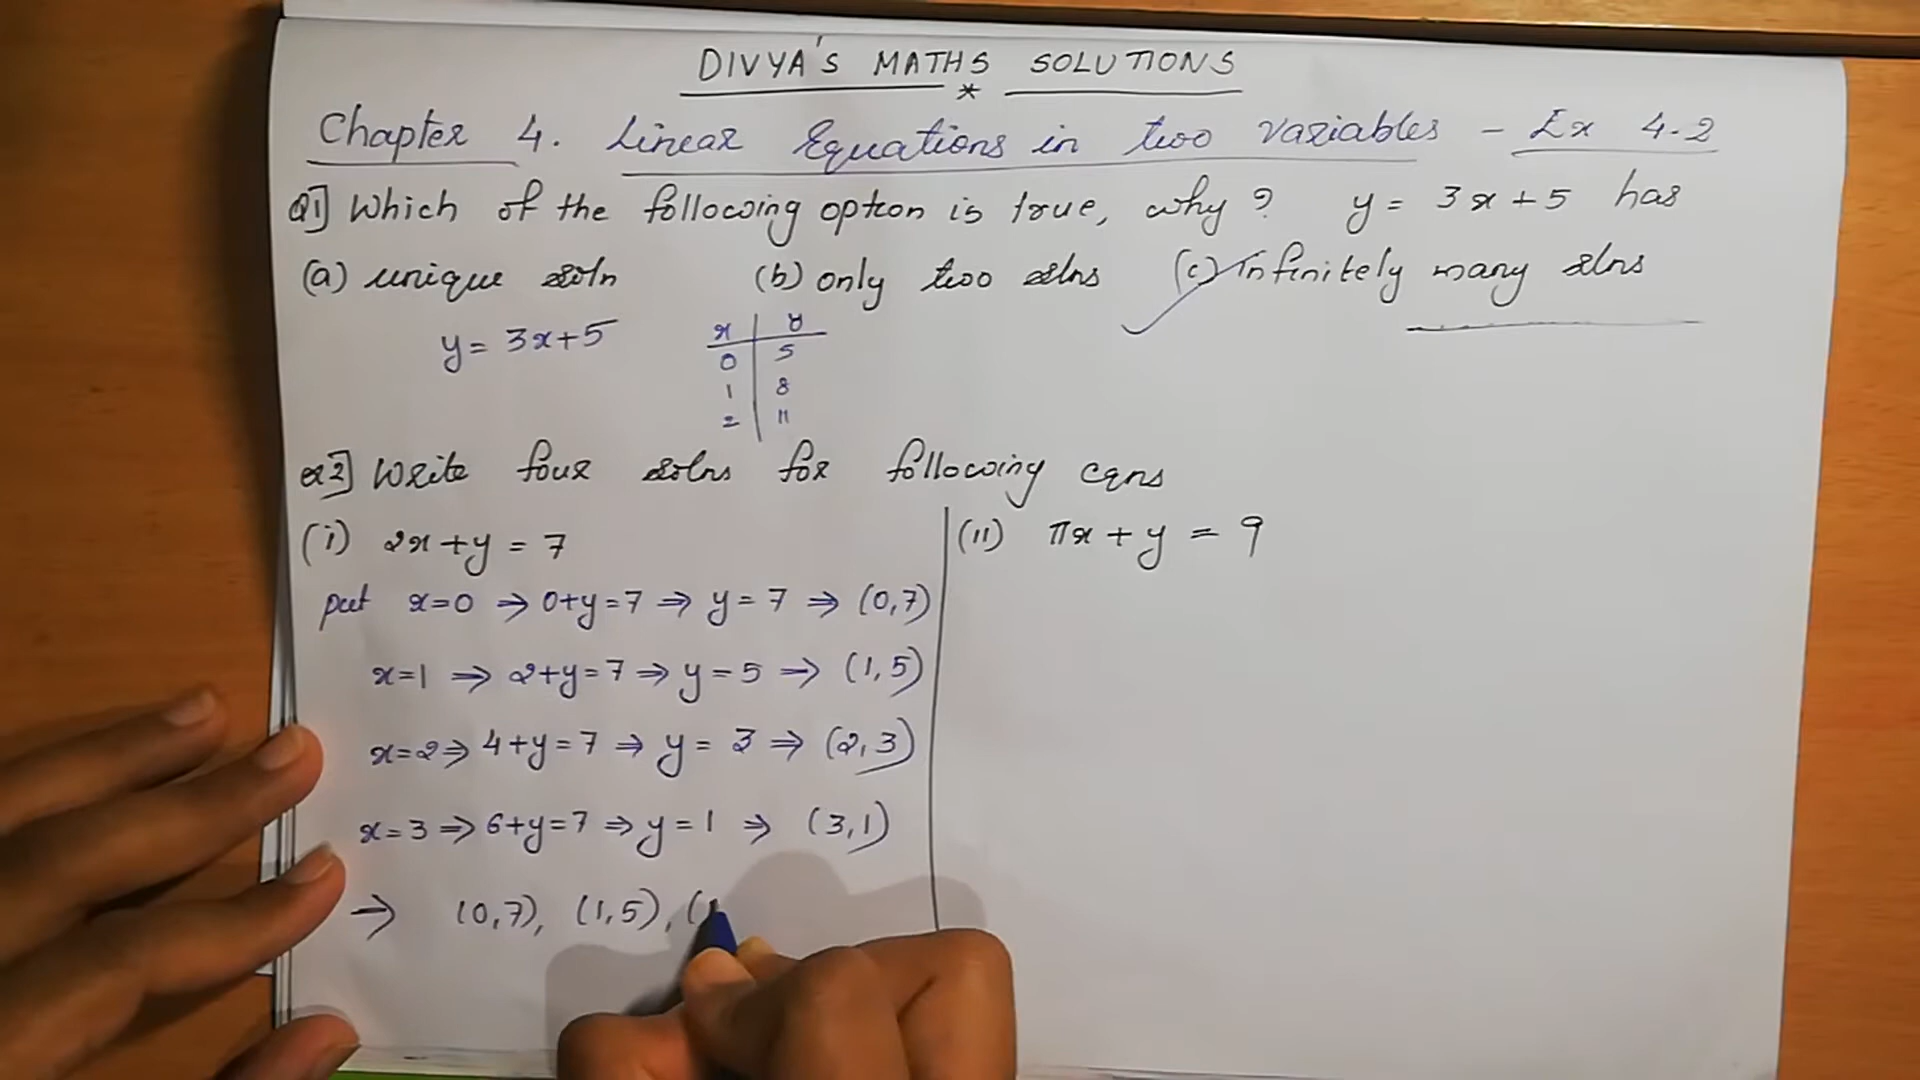 DIVYA'S MATHS SOLUTIONS
*
Chapter 4. Linear Equations in two variables - Ex 4.2
Q1] Which of the following option is true, why? y = 3x+5 has
(a) unique soln (b) only two solns (c) infinitely many solns
y = 3x+5
x | y
0 | 5
1 | 8
2 | 11
Q2] Write four solns for following eqns
(i) 2x+y = 7
put x=0 ⇒ 0+y=7 ⇒ y=7 ⇒ (0,7)
x=1 ⇒ 2+y=7 ⇒ y=5 ⇒ (1,5)
x=2 ⇒ 4+y=7 ⇒ y=3 ⇒ (2,3)
x=3 ⇒ 6+y=7 ⇒ y=1 ⇒ (3,1)
→ (0,7), (1,5), (
(ii) πx + y = 9